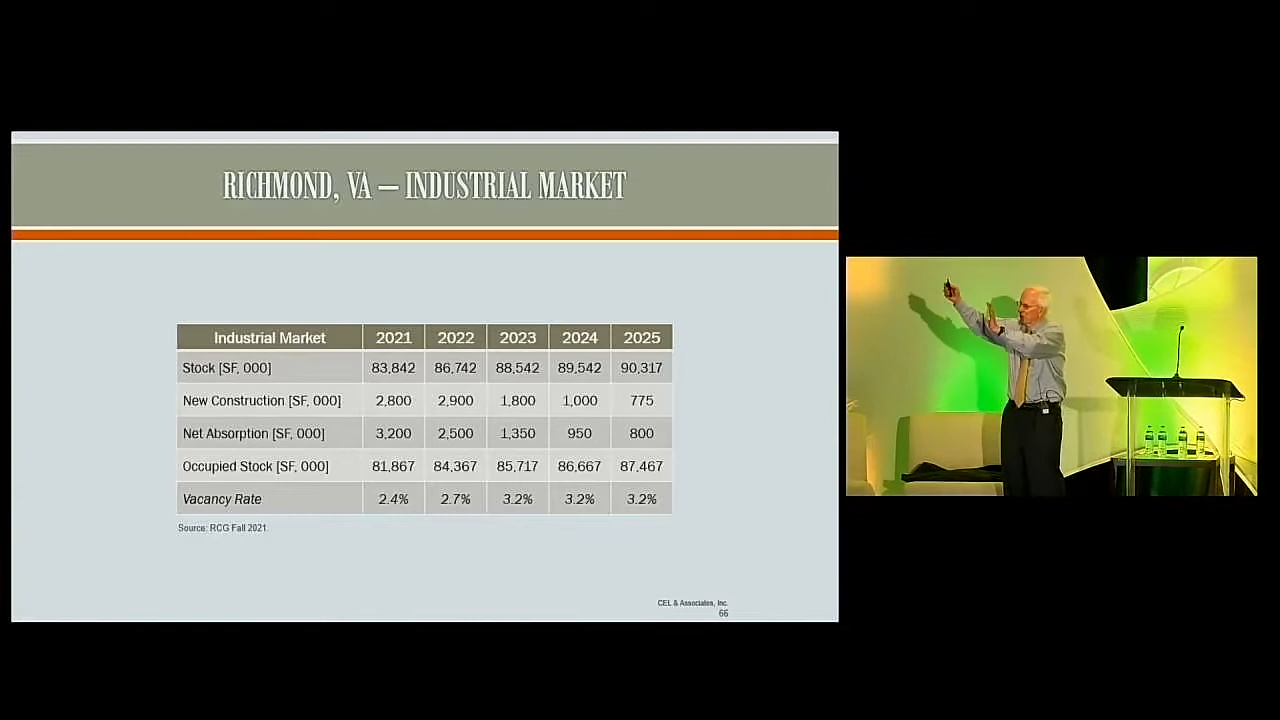 RICHMOND, VA – INDUSTRIAL MARKET
Industrial Market 2021 2022 2023 2024 2025
Stock [SF, 000] 83,842 86,742 88,542 89,542 90,317
New Construction [SF, 000] 2,800 2,900 1,800 1,000 775
Net Absorption [SF, 000] 3,200 2,500 1,350 950 800
Occupied Stock [SF, 000] 81,867 84,367 85,717 86,667 87,467
Vacancy Rate 2.4% 2.7% 3.2% 3.2% 3.2%
Source: RCG Fall 2021
CEL & Associates, Inc.
66